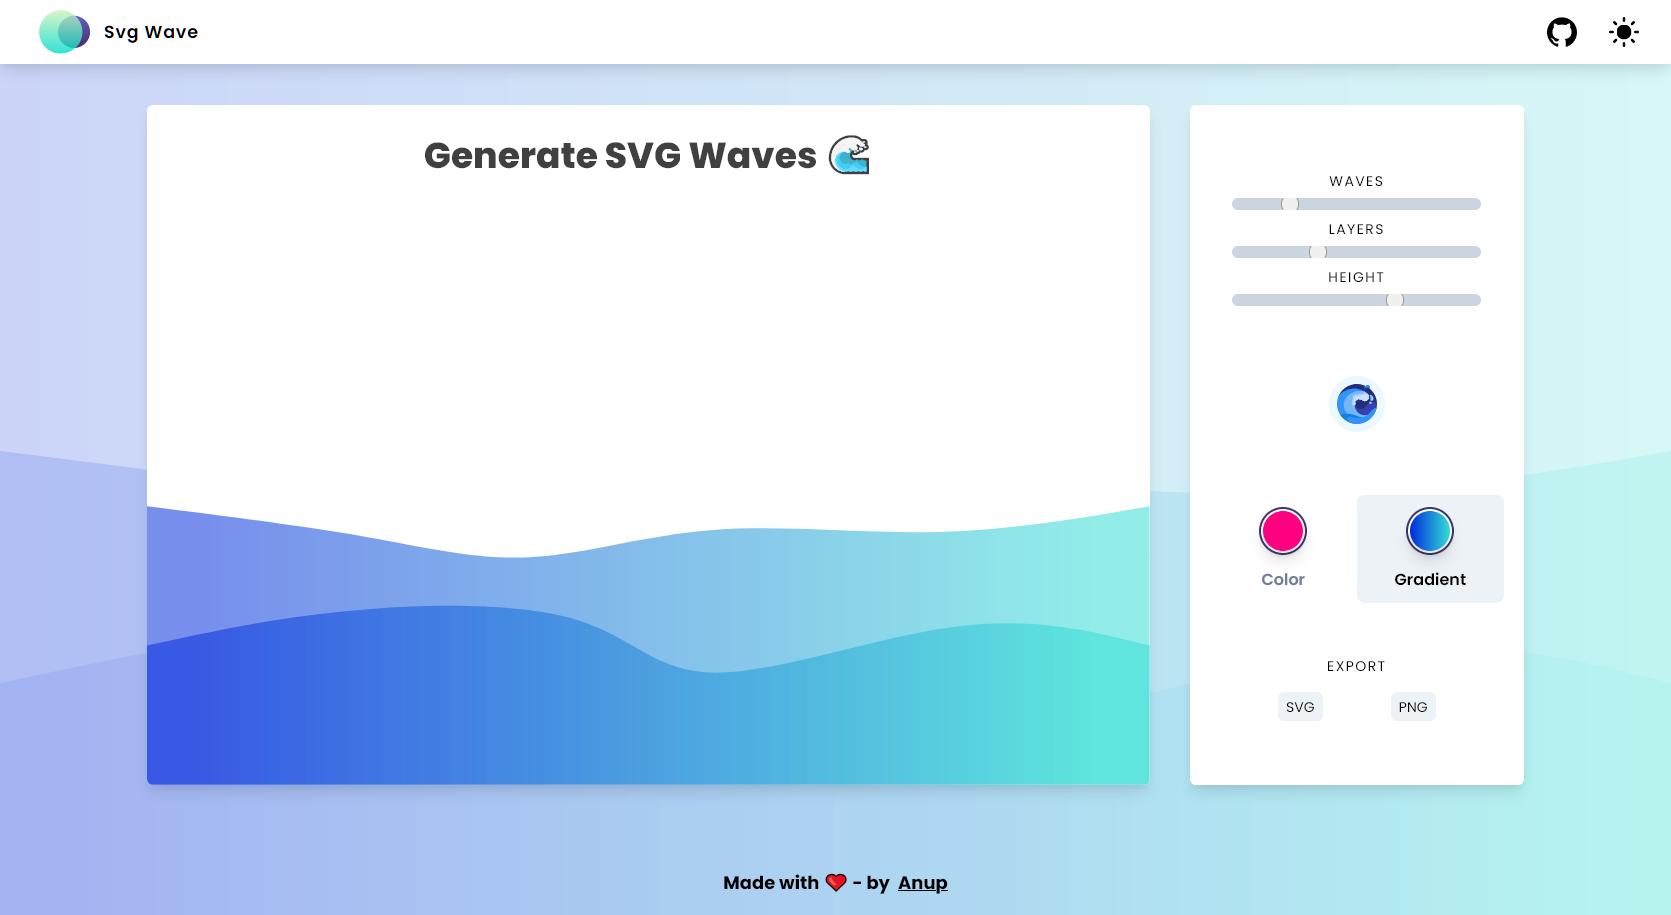 Svg Wave
Generate SVG Waves
WAVES
LAYERS
HEIGHT
Color
Gradient
EXPORT
SVG
PNG
Made with ❤️ - by Anup